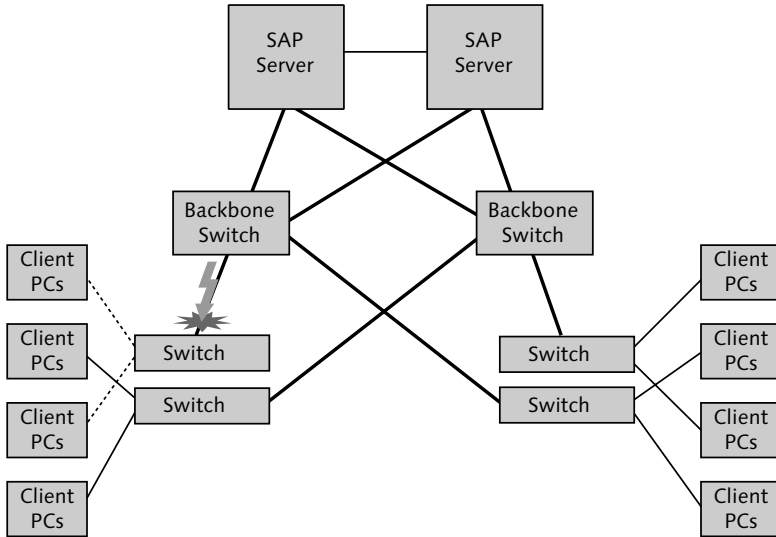 SAP
Server
SAP
Server
Backbone
Switch
Backbone
Switch
Client
PCs
Client
PCs
Client
PCs
Client
PCs
Switch
Switch
Switch
Switch
Client
PCs
Client
PCs
Client
PCs
Client
PCs